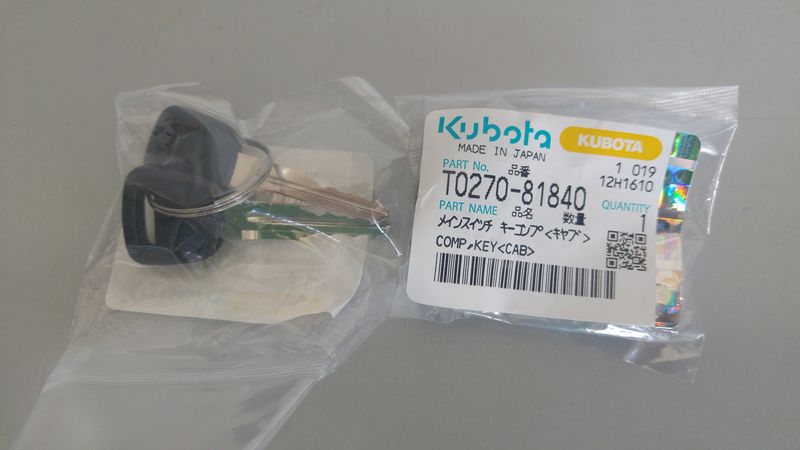 Kubota KUBOTA
MADE IN JAPAN
1 019
12H1610
PART No. 品番
T0270-81840
PART NAME 品名 数量 QUANTITY
1
メインスイッチ キーコンプ<キャブ>
COMP,KEY<CAB>